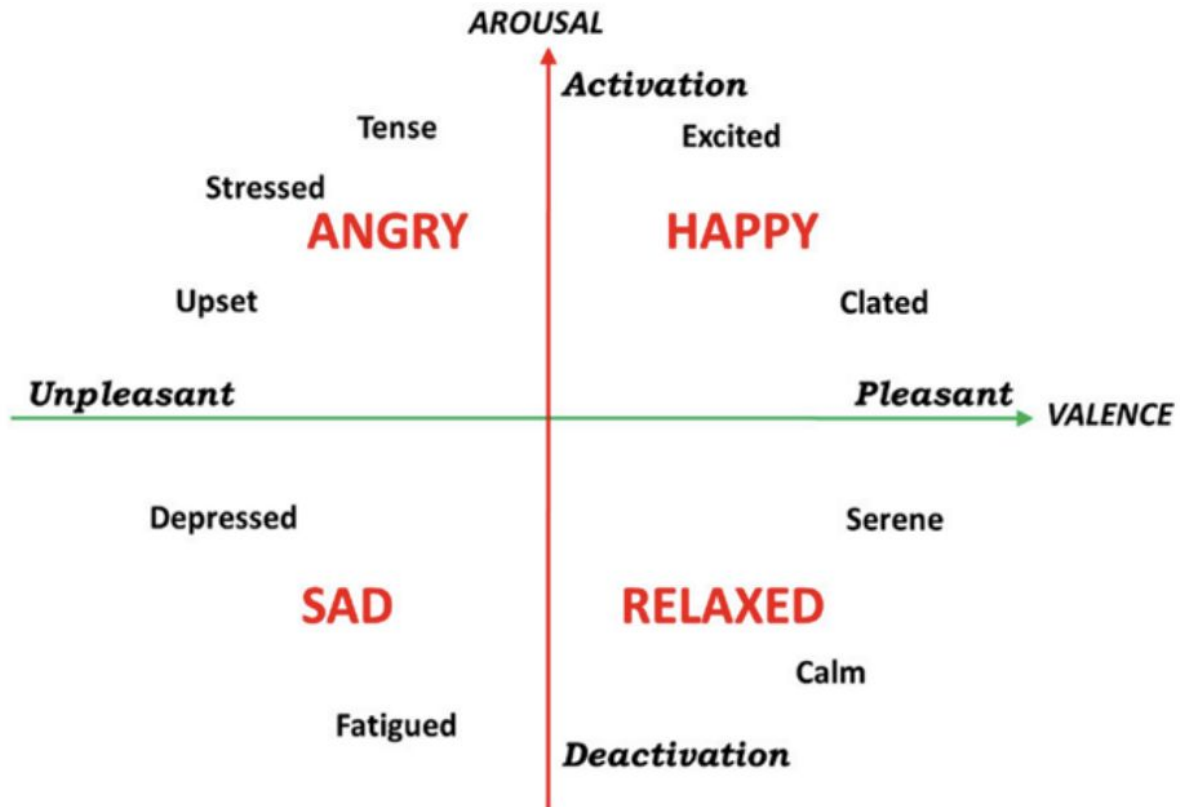 AROUSAL
Activation
Tense
Excited
Stressed
ANGRY
HAPPY
Upset
Clated
Unpleasant
Pleasant
VALENCE
Depressed
Serene
SAD
RELAXED
Calm
Fatigued
Deactivation